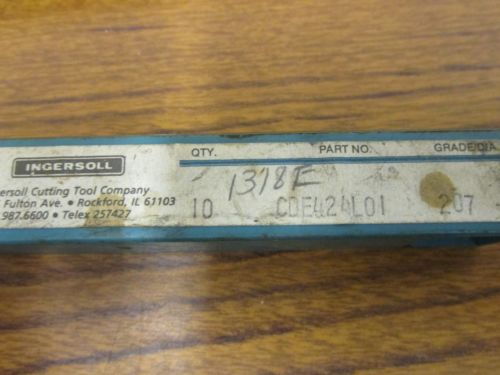 INGERSOLL
ersoll Cutting Tool Company
Fulton Ave. • Rockford, IL 61103
987.6600 • Telex 257427
QTY. PART NO. GRADE/DIA.
1318E
10 CDE424L01 207